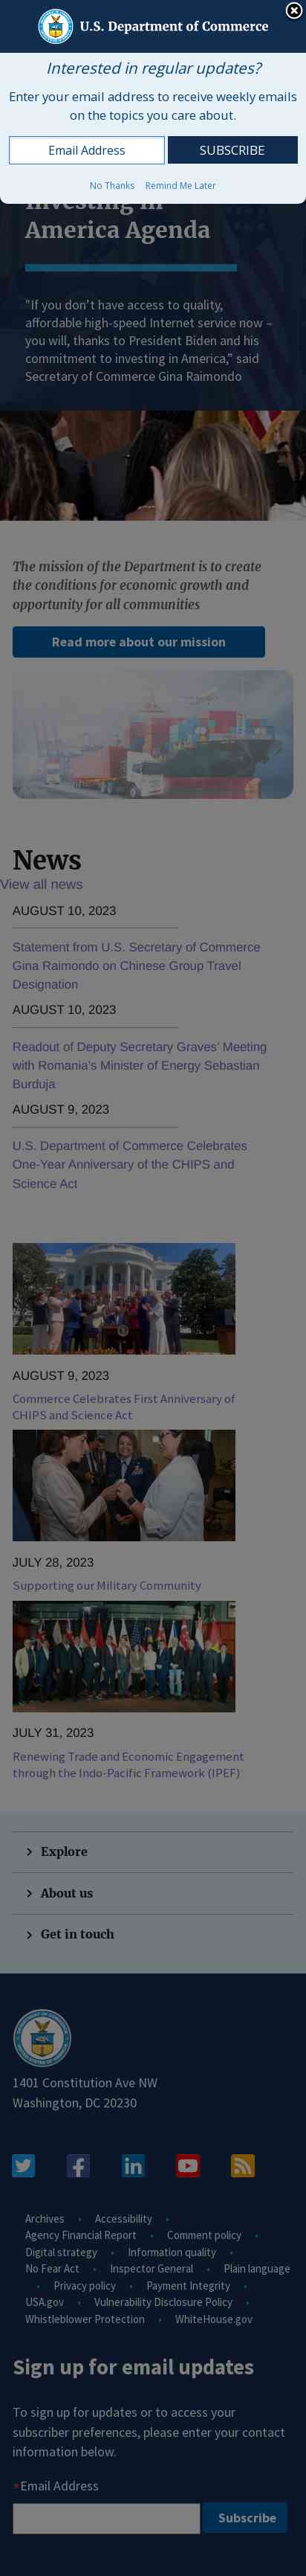 U.S. Department of Commerce
Interested in regular updates?
Enter your email address to receive weekly emails
on the topics you care about.
Email Address
SUBSCRIBE
No Thanks Remind Me Later
Investing in
America Agenda
"If you don’t have access to quality,
affordable high-speed Internet service now –
you will, thanks to President Biden and his
commitment to investing in America,” said
Secretary of Commerce Gina Raimondo
The mission of the Department is to create
the conditions for economic growth and
opportunity for all communities
Read more about our mission
News
View all news
AUGUST 10, 2023
Statement from U.S. Secretary of Commerce
Gina Raimondo on Chinese Group Travel
Designation
AUGUST 10, 2023
Readout of Deputy Secretary Graves’ Meeting
with Romania’s Minister of Energy Sebastian
Burduja
AUGUST 9, 2023
U.S. Department of Commerce Celebrates
One-Year Anniversary of the CHIPS and
Science Act
AUGUST 9, 2023
Commerce Celebrates First Anniversary of
CHIPS and Science Act
JULY 28, 2023
Supporting our Military Community
JULY 31, 2023
Renewing Trade and Economic Engagement
through the Indo-Pacific Framework (IPEF)
Explore
About us
Get in touch
1401 Constitution Ave NW
Washington, DC 20230
Archives • Accessibility •
Agency Financial Report • Comment policy •
Digital strategy • Information quality •
No Fear Act • Inspector General • Plain language
• Privacy policy • Payment Integrity •
USA.gov • Vulnerability Disclosure Policy •
Whistleblower Protection • WhiteHouse.gov
Sign up for email updates
To sign up for updates or to access your
subscriber preferences, please enter your contact
information below.
*Email Address
Subscribe